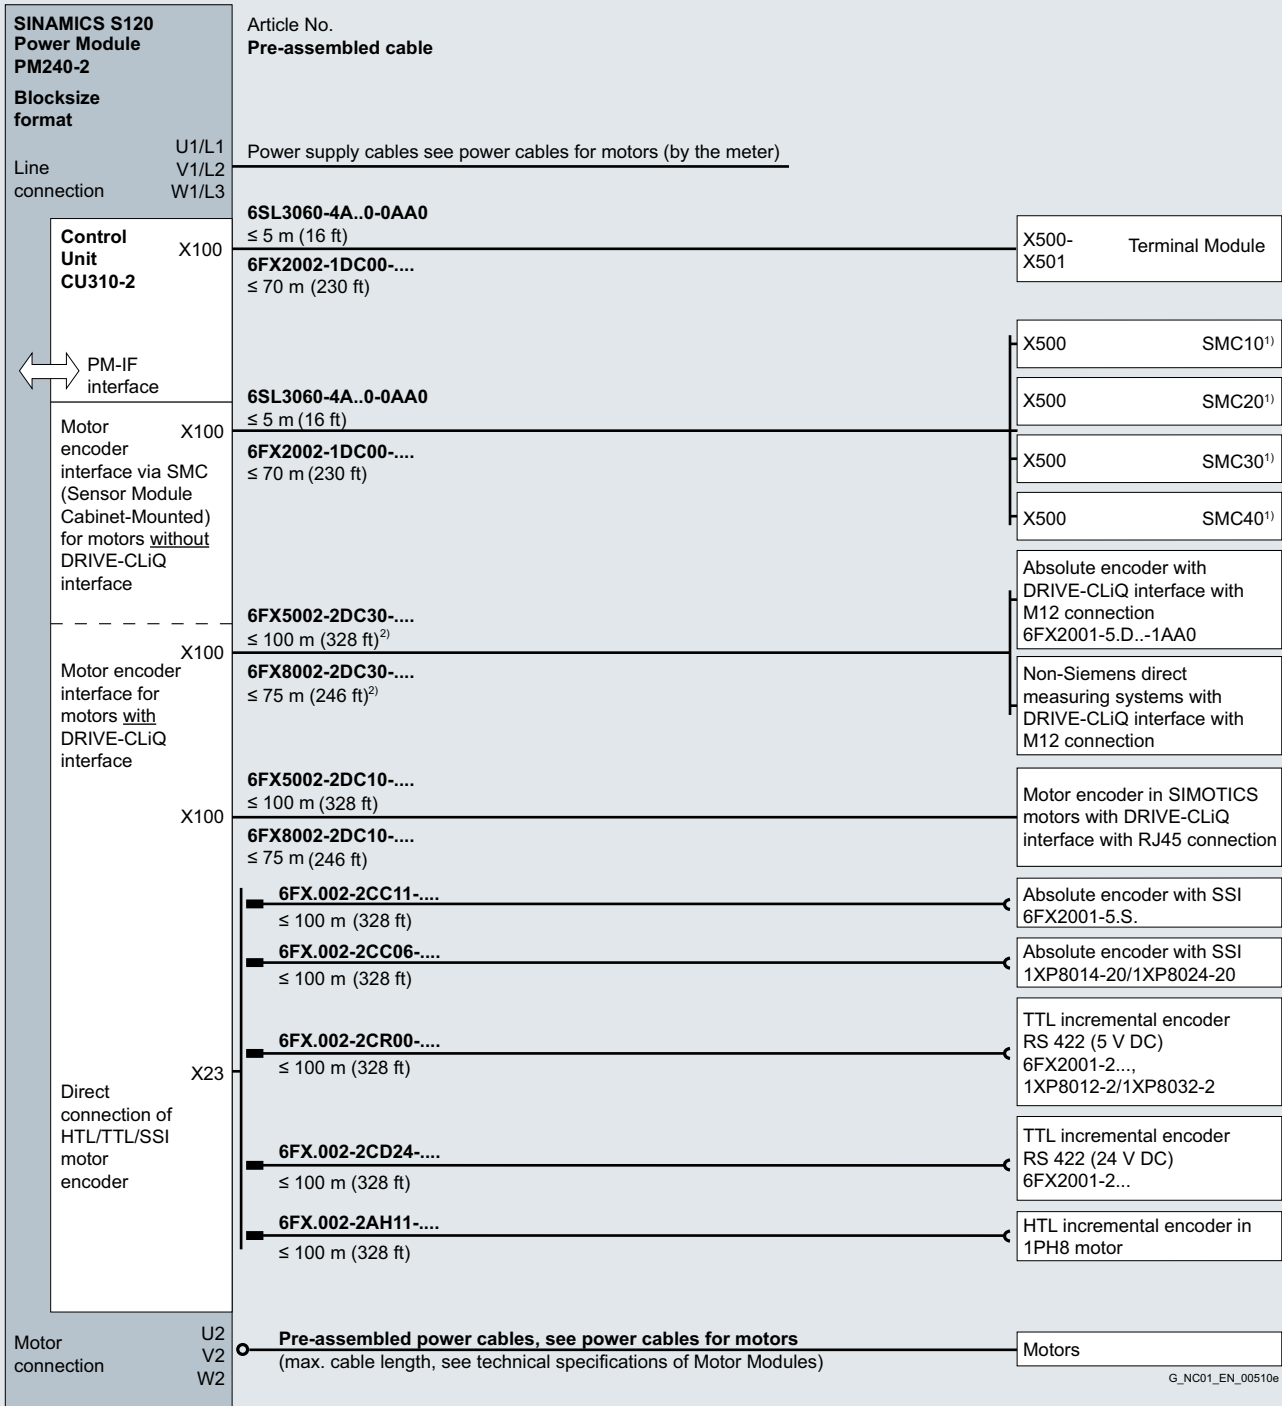 SINAMICS S120
Power Module
PM240-2
Blocksize
format
Article No.
Pre-assembled cable
Line
connection
U1/L1
V1/L2
W1/L3
Power supply cables see power cables for motors (by the meter)
Control
Unit
CU310-2
X100
6SL3060-4A..0-0AA0
≤ 5 m (16 ft)
6FX2002-1DC00-....
≤ 70 m (230 ft)
X500-
X501
Terminal Module
PM-IF
interface
Motor
encoder
interface via SMC
(Sensor Module
Cabinet-Mounted)
for motors without
DRIVE-CLiQ
interface
X100
6SL3060-4A..0-0AA0
≤ 5 m (16 ft)
6FX2002-1DC00-....
≤ 70 m (230 ft)
X500 SMC10¹⁾
X500 SMC20¹⁾
X500 SMC30¹⁾
X500 SMC40¹⁾
Motor encoder
interface for
motors with
DRIVE-CLiQ
interface
X100
6FX5002-2DC30-....
≤ 100 m (328 ft)²⁾
6FX8002-2DC30-....
≤ 75 m (246 ft)²⁾
Absolute encoder with
DRIVE-CLiQ interface with
M12 connection
6FX2001-5.D..-1AA0
Non-Siemens direct
measuring systems with
DRIVE-CLiQ interface with
M12 connection
X100
6FX5002-2DC10-....
≤ 100 m (328 ft)
6FX8002-2DC10-....
≤ 75 m (246 ft)
Motor encoder in SIMOTICS
motors with DRIVE-CLiQ
interface with RJ45 connection
Direct
connection of
HTL/TTL/SSI
motor
encoder
X23
6FX.002-2CC11-....
≤ 100 m (328 ft)
Absolute encoder with SSI
6FX2001-5.S.
6FX.002-2CC06-....
≤ 100 m (328 ft)
Absolute encoder with SSI
1XP8014-20/1XP8024-20
6FX.002-2CR00-....
≤ 100 m (328 ft)
TTL incremental encoder
RS 422 (5 V DC)
6FX2001-2...,
1XP8012-2/1XP8032-2
6FX.002-2CD24-....
≤ 100 m (328 ft)
TTL incremental encoder
RS 422 (24 V DC)
6FX2001-2...
6FX.002-2AH11-....
≤ 100 m (328 ft)
HTL incremental encoder in
1PH8 motor
Motor
connection
U2
V2
W2
Pre-assembled power cables, see power cables for motors
(max. cable length, see technical specifications of Motor Modules)
Motors
G_NC01_EN_00510e